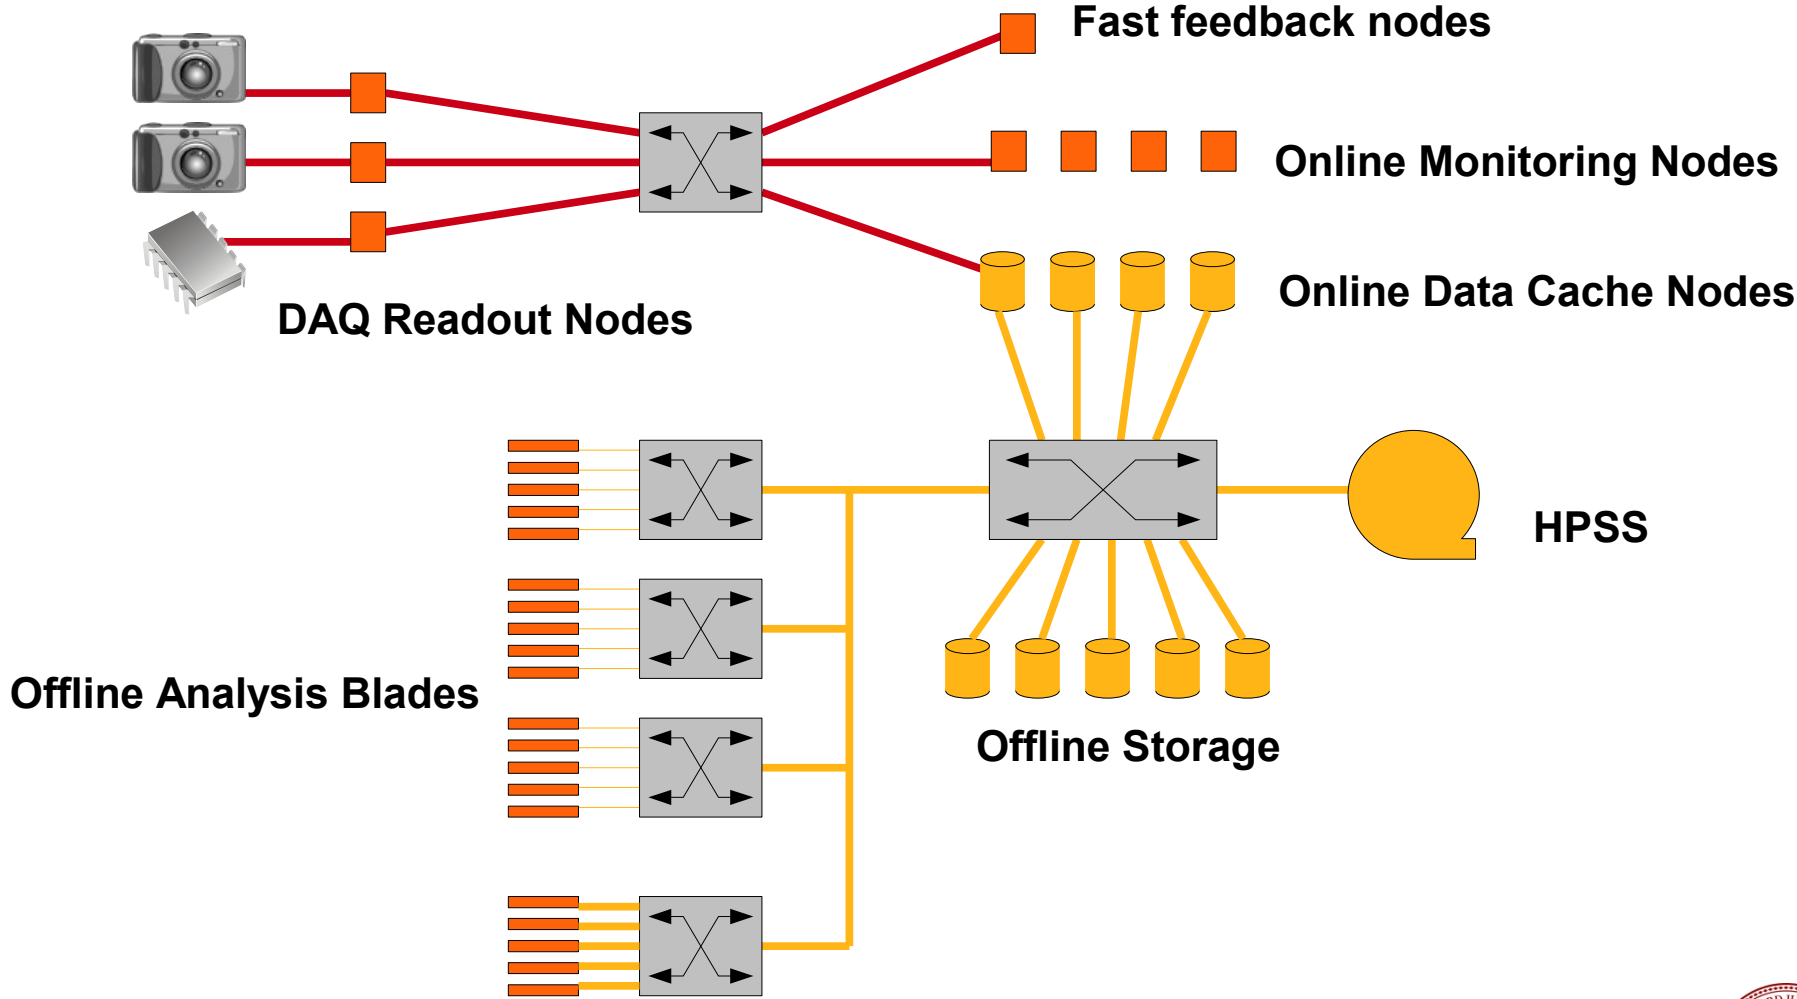 Fast feedback nodes
Online Monitoring Nodes
Online Data Cache Nodes
DAQ Readout Nodes
HPSS
Offline Analysis Blades
Offline Storage